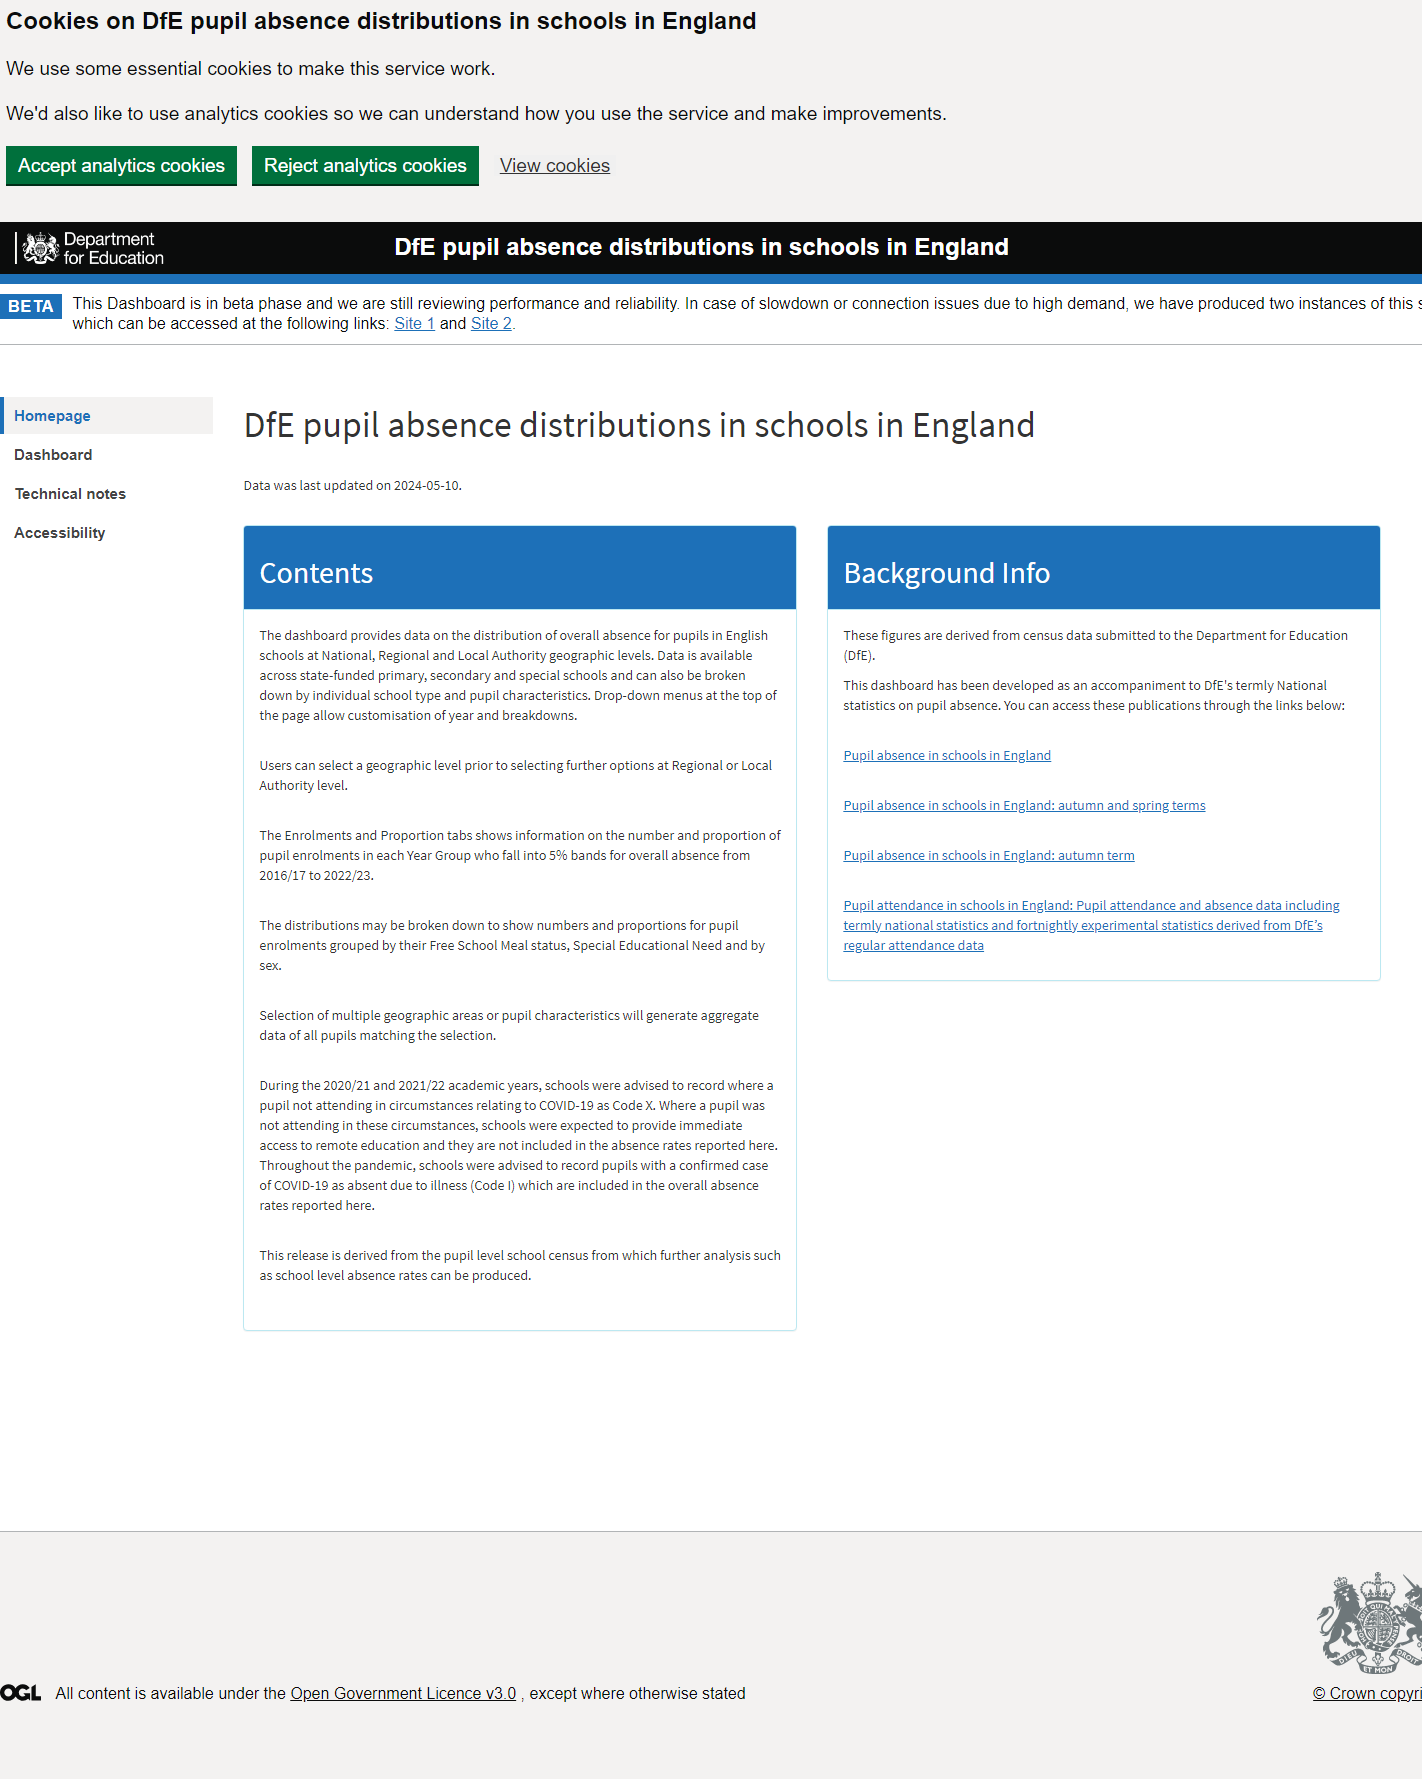 Cookies on DfE pupil absence distributions in schools in England
We use some essential cookies to make this service work.
We'd also like to use analytics cookies so we can understand how you use the service and make improvements.
Accept analytics cookies
Reject analytics cookies
View cookies
Department
for Education
DfE pupil absence distributions in schools in England
BETA
This Dashboard is in beta phase and we are still reviewing performance and reliability. In case of slowdown or connection issues due to high demand, we have produced two instances of this
which can be accessed at the following links: Site 1 and Site 2.
Homepage
Dashboard
Technical notes
Accessibility
DfE pupil absence distributions in schools in England
Data was last updated on 2024-05-10.
Contents
The dashboard provides data on the distribution of overall absence for pupils in English
schools at National, Regional and Local Authority geographic levels. Data is available
across state-funded primary, secondary and special schools and can also be broken
down by individual school type and pupil characteristics. Drop-down menus at the top of
the page allow customisation of year and breakdowns.
Users can select a geographic level prior to selecting further options at Regional or Local
Authority level.
The Enrolments and Proportion tabs shows information on the number and proportion of
pupil enrolments in each Year Group who fall into 5% bands for overall absence from
2016/17 to 2022/23.
The distributions may be broken down to show numbers and proportions for pupil
enrolments grouped by their Free School Meal status, Special Educational Need and by
sex.
Selection of multiple geographic areas or pupil characteristics will generate aggregate
data of all pupils matching the selection.
During the 2020/21 and 2021/22 academic years, schools were advised to record where a
pupil not attending in circumstances relating to COVID-19 as Code X. Where a pupil was
not attending in these circumstances, schools were expected to provide immediate
access to remote education and they are not included in the absence rates reported here.
Throughout the pandemic, schools were advised to record pupils with a confirmed case
of COVID-19 as absent due to illness (Code I) which are included in the overall absence
rates reported here.
This release is derived from the pupil level school census from which further analysis such
as school level absence rates can be produced.
Background Info
These figures are derived from census data submitted to the Department for Education
(DfE).
This dashboard has been developed as an accompaniment to DfE's termly National
statistics on pupil absence. You can access these publications through the links below:
Pupil absence in schools in England
Pupil absence in schools in England: autumn and spring terms
Pupil absence in schools in England: autumn term
Pupil attendance in schools in England: Pupil attendance and absence data including
termly national statistics and fortnightly experimental statistics derived from DfE’s
regular attendance data
DIEU ET MON DROIT
OGL
All content is available under the Open Government Licence v3.0 , except where otherwise stated
© Crown copyri